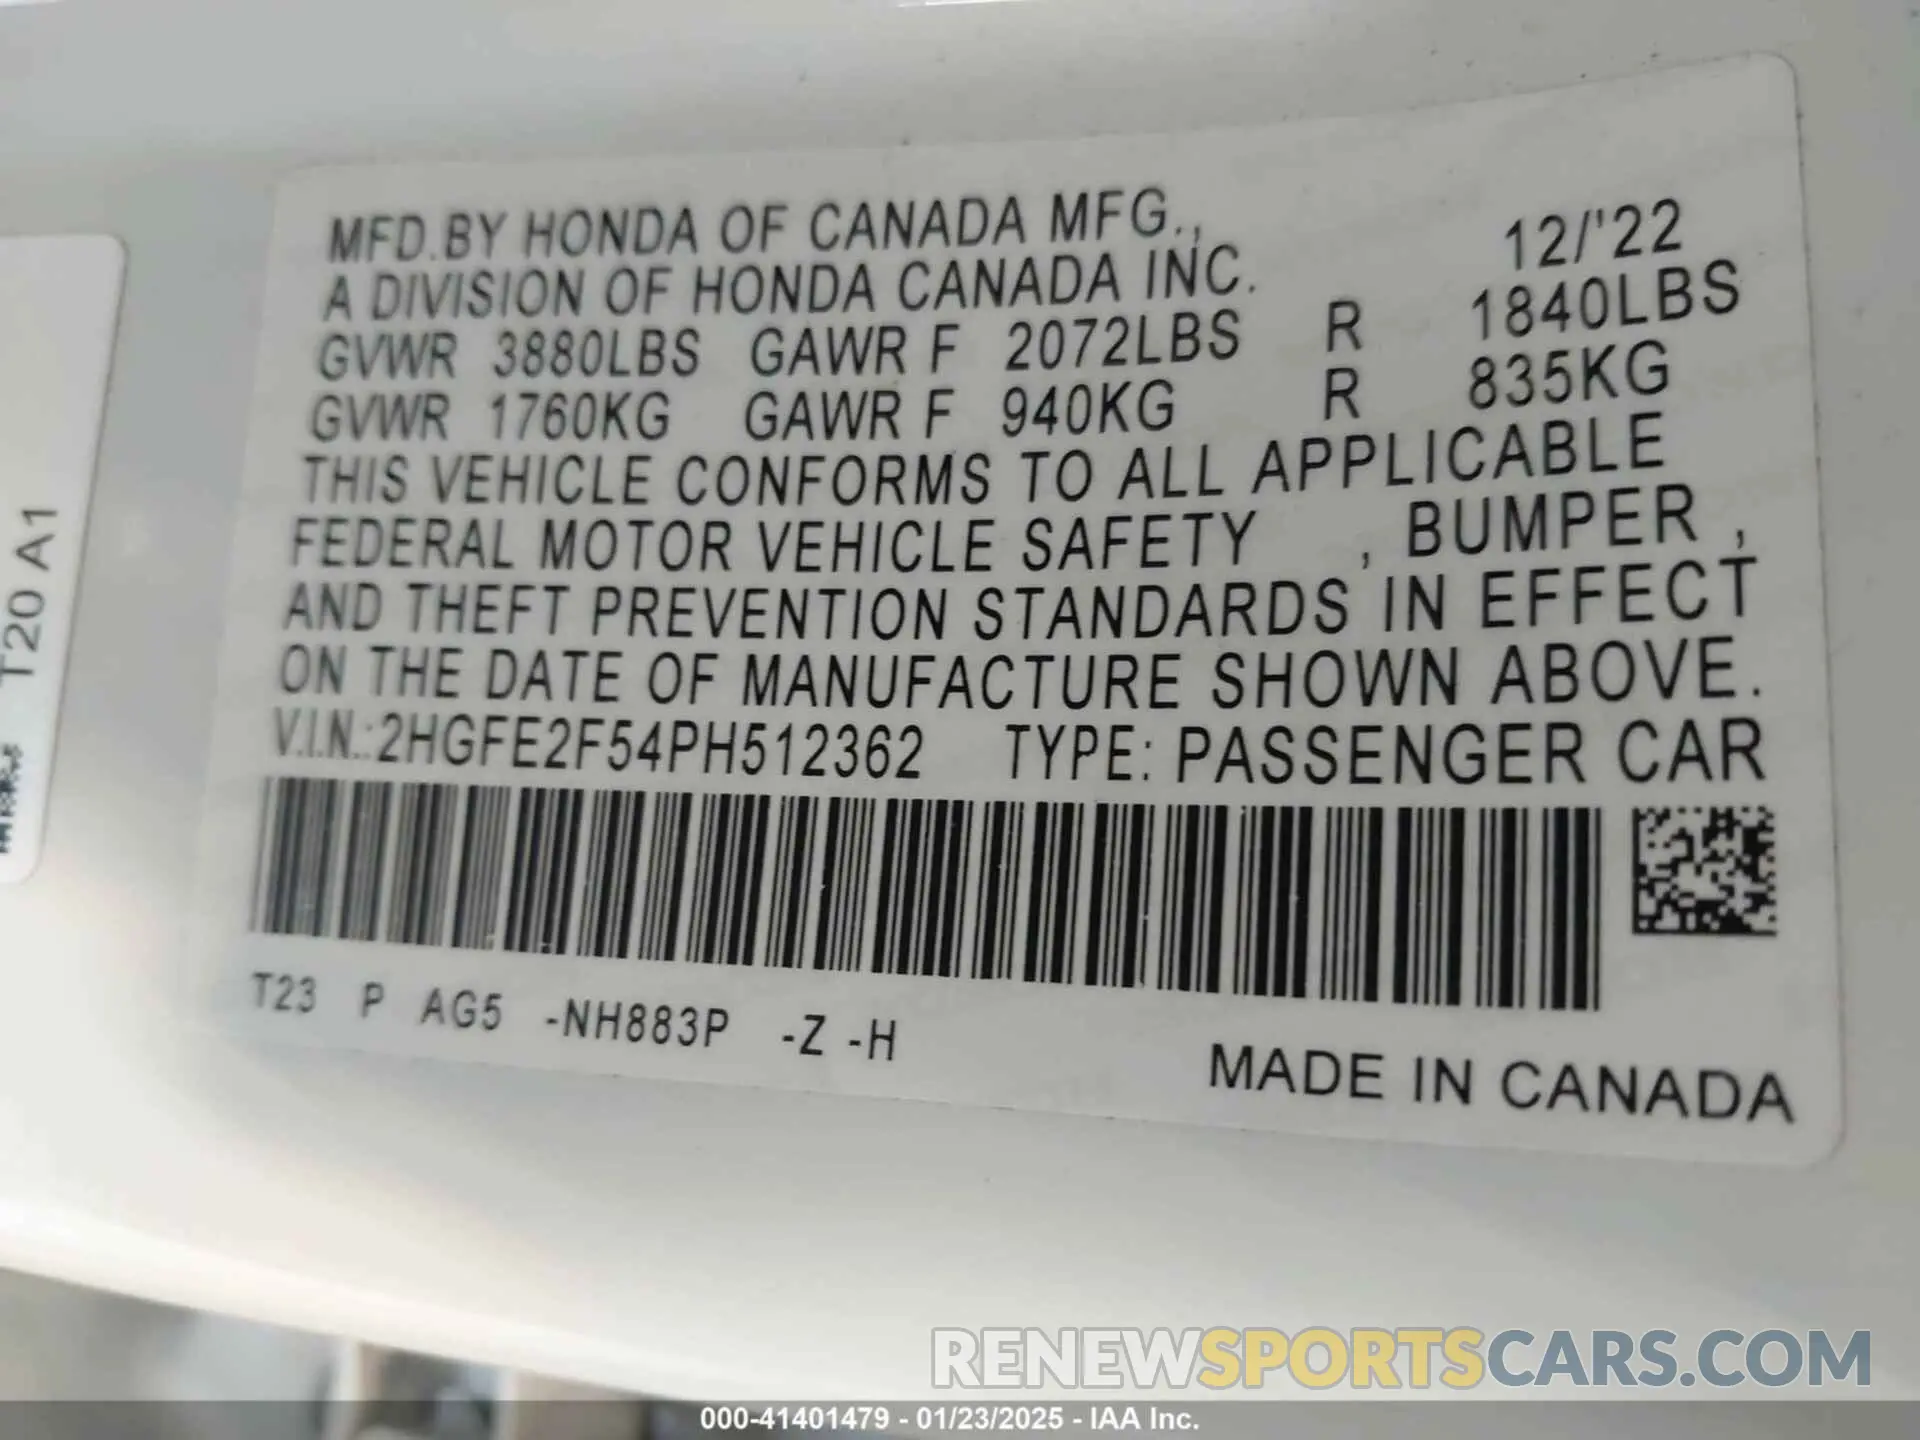 MFD.BY HONDA OF CANADA MFG.,
A DIVISION OF HONDA CANADA INC. 12/'22
GVWR 3880LBS GAWR F 2072LBS R 1840LBS
GVWR 1760KG GAWR F 940KG R 835KG
THIS VEHICLE CONFORMS TO ALL APPLICABLE
FEDERAL MOTOR VEHICLE SAFETY , BUMPER ,
AND THEFT PREVENTION STANDARDS IN EFFECT
ON THE DATE OF MANUFACTURE SHOWN ABOVE.
V.I.N.:2HGFE2F54PH512362 TYPE: PASSENGER CAR
T23 P AG5 -NH883P -Z -H
MADE IN CANADA
T20 A1
RENEWSPORTSCARS.COM
000-41401479 - 01/23/2025 - IAA Inc.